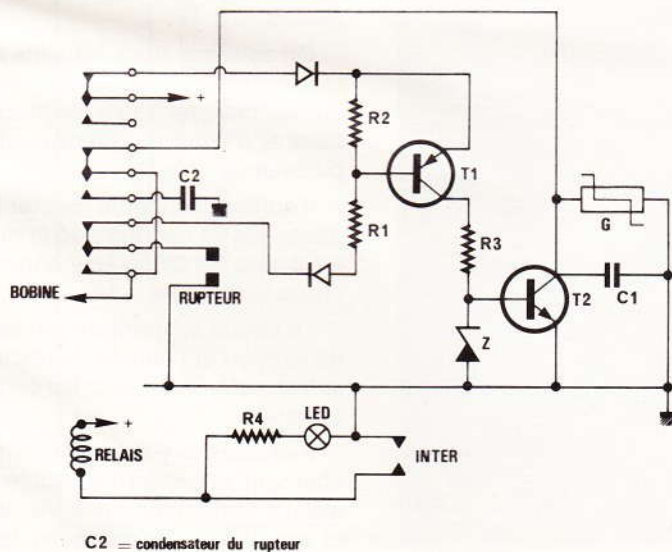 +
R2
T1
C2
R1
R3
G
BOBINE
RUPTEUR
T2
C1
Z
+
R4
LED
RELAIS
INTER
C2 = condensateur du rupteur